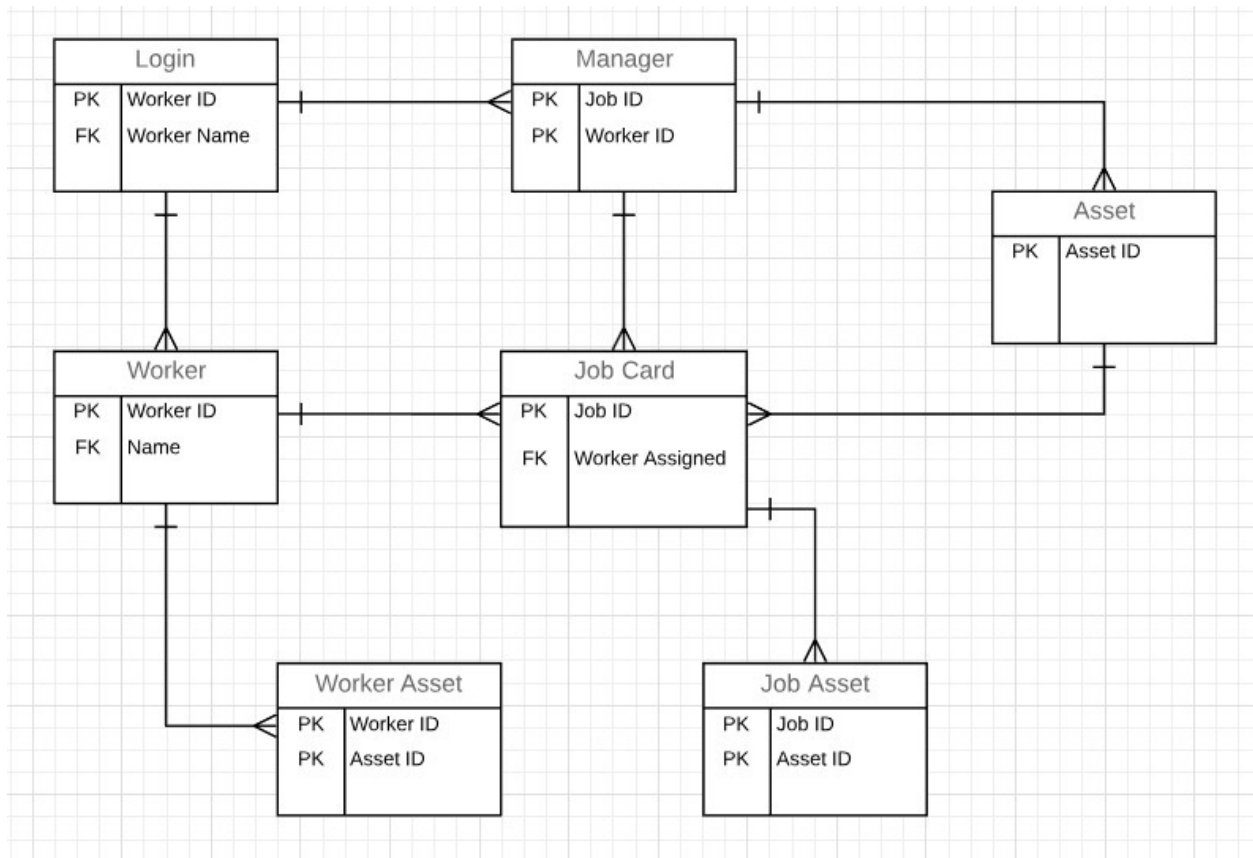 Login
PK Worker ID
FK Worker Name
Manager
PK Job ID
PK Worker ID
Asset
PK Asset ID
Worker
PK Worker ID
FK Name
Job Card
PK Job ID
FK Worker Assigned
Worker Asset
PK Worker ID
PK Asset ID
Job Asset
PK Job ID
PK Asset ID